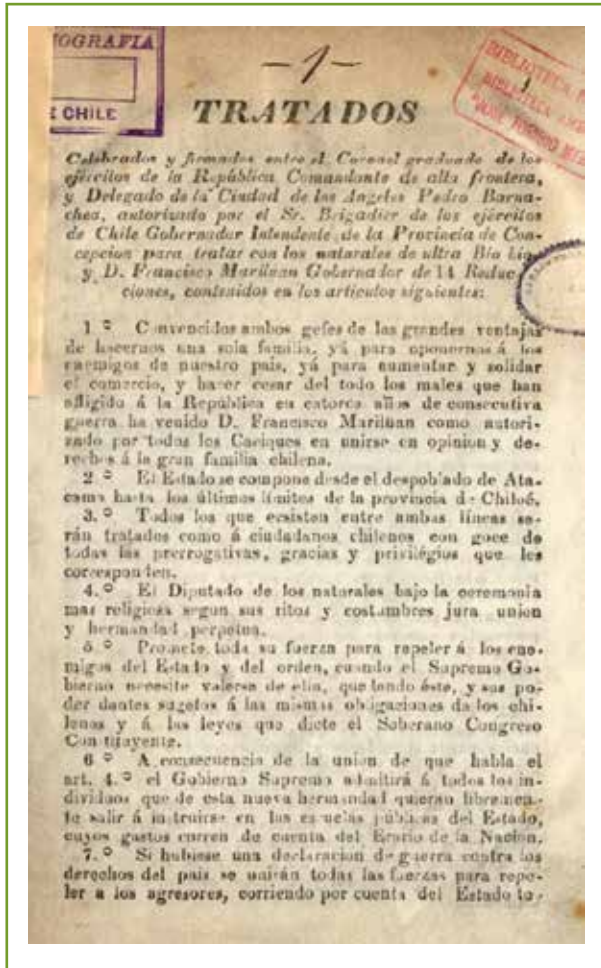 OGRAFIA
E CHILE
—1—
BIBLIOTECA
BIBLIOTECA
"JOSE TORIBIO
TRATADOS
Celebrados y firmados entre el Coronel graduado de los
ejércitos de la República Comandante de alta frontera,
y Delegado de la Ciudad de los Angeles Pedro Barna-
chea, autorizado por el Sr. Brigadier de los ejércitos
de Chile Gobernador Intendente de la Provincia de Con-
cepcion para tratar con los naturales de ultra Bio bio
y D. Francisco Mariluan Gobernador de 14 Reduc
ciones, contenidos en los artículos siguientes:
1 º Convencidos ambos gefes de las grandes ventajas
de hacernos una sola familia, yá para oponernos á los
enemigos de nuestro pais, yá para aumentar y solidar
el comercio, y hacer cesar del todo los males que han
afligido á la República en catorce años de consecutiva
guerra ha venido D. Francisco Mariluan como autori-
zado por todos los Caciques en unirse en opinion y de-
rechos á la gran familia chilena.
2 º El Estado se compone desde el despoblado de Ata-
cama hasta los últimos límites de la provincia de Chiloé.
3. º Todos los que ecsisten entre ambas líneas se-
rán tratados como á ciudadanos chilenos con goce de
todas las prerrogativas, gracias y privilégios que les
corresponden.
4. º El Diputado de los naturales bajo la ceremonia
mas religiosa segun sus ritos y costumbres jura union
y hermandad perpetua.
5 º Promete toda su fuerza para repeler á los ene-
migos del Estado y del orden, cuando el Supremo Go-
bierno necesite valerse de ella, quedando éste, y sus po-
der dantes sugetos á las mismas obligaciones de los chi-
lenos y á las leyes que dicte el Soberano Congreso
Constituyente.
6 º A consecuencia de la union de que habla el
art. 4. º el Gobierno Supremo admitirá á todos los in-
dividuos que de esta nueva hermandad quieran libremen-
te salir á instruirse en las escuelas públicas del Estado,
cuyos gastos corren de cuenta del Erario de la Nacion.
7. º Si hubiese una declaracion de guerra contra los
derechos del pais se unirán todas las fuerzas para repe-
ler a los agresores, corriendo por cuenta del Estado to-